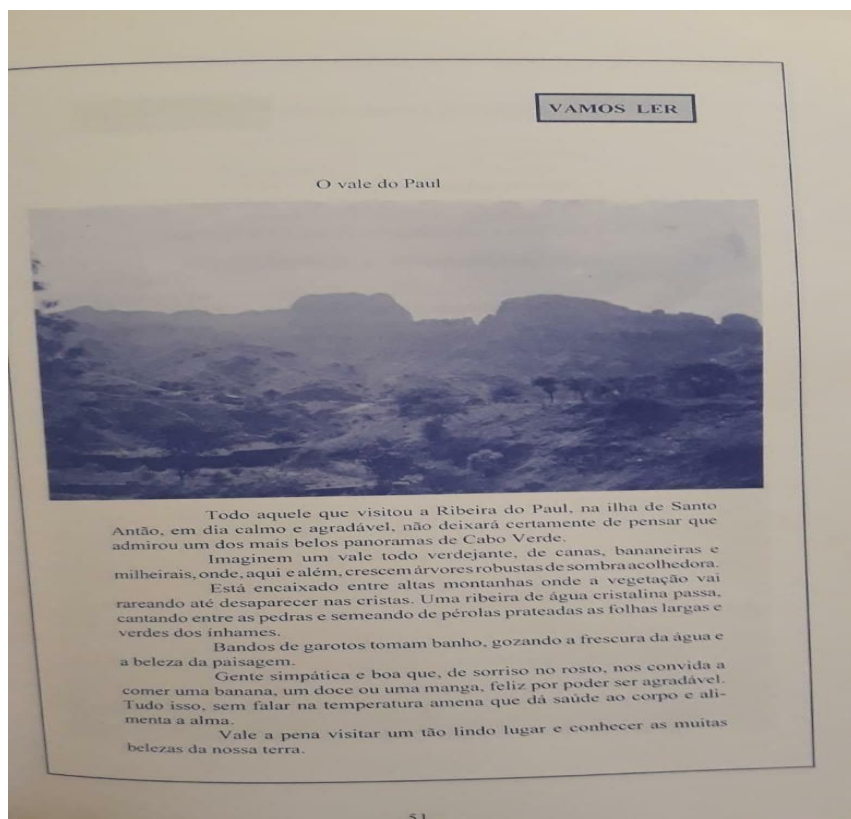 VAMOS LER
O vale do Paul
Todo aquele que visitou a Ribeira do Paul, na ilha de Santo
Antão, em dia calmo e agradável, não deixará certamente de pensar que
admirou um dos mais belos panoramas de Cabo Verde.
Imaginem um vale todo verdejante, de canas, bananeiras e
milheirais, onde, aqui e além, crescem árvores robustas de sombra acolhedora.
Está encaixado entre altas montanhas onde a vegetação vai
rareando até desaparecer nas cristas. Uma ribeira de água cristalina passa,
cantando entre as pedras e semeando de pérolas prateadas as folhas largas e
verdes dos ínhames.
Bandos de garotos tomam banho, gozando a frescura da água e
a beleza da paisagem.
Gente simpática e boa que, de sorriso no rosto, nos convida a
comer uma banana, um doce ou uma manga, feliz por poder ser agradável.
Tudo isso, sem falar na temperatura amena que dá saúde ao corpo e ali-
menta a alma.
Vale a pena visitar um tão lindo lugar e conhecer as muitas
belezas da nossa terra.
51